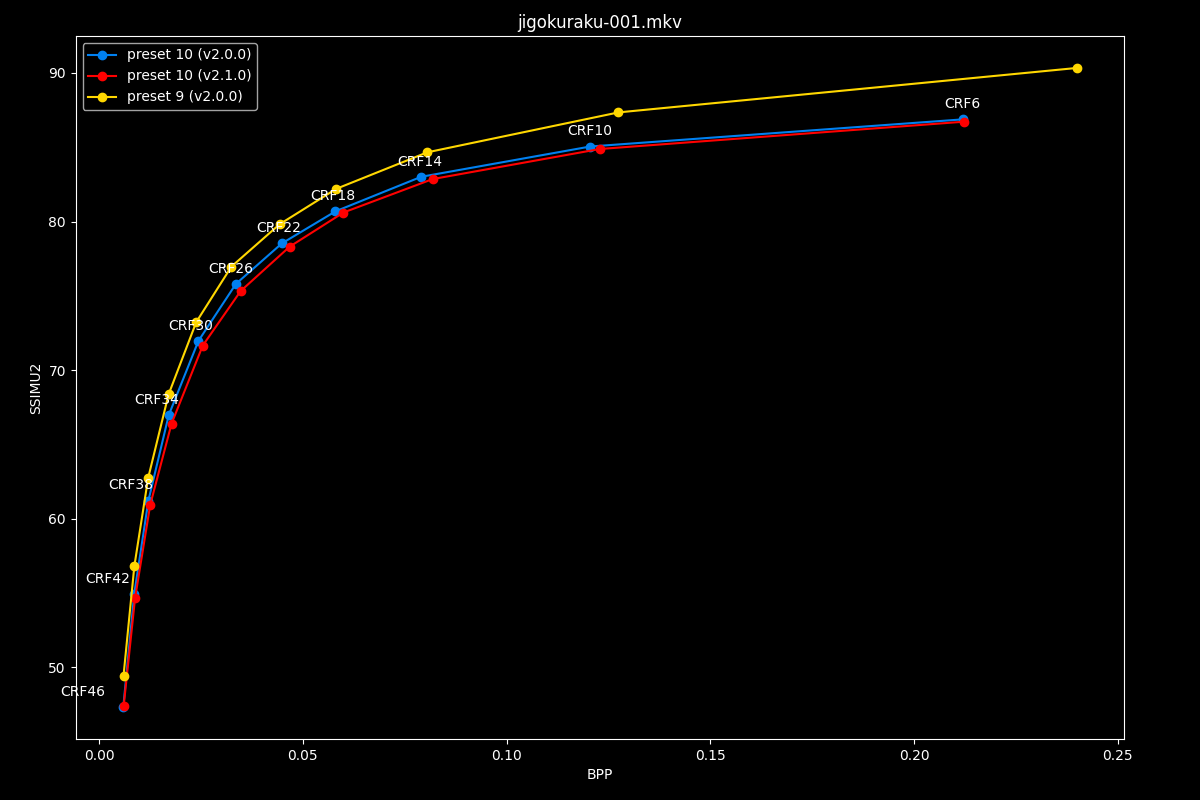 jigokuraku-001.mkv
preset 10 (v2.0.0)
preset 10 (v2.1.0)
preset 9 (v2.0.0)
90
80
70
60
50
SSIMU2
CRF6
CRF10
CRF14
CRF18
CRF22
CRF26
CRF30
CRF34
CRF38
CRF42
CRF46
0.00 0.05 0.10 0.15 0.20 0.25
BPP